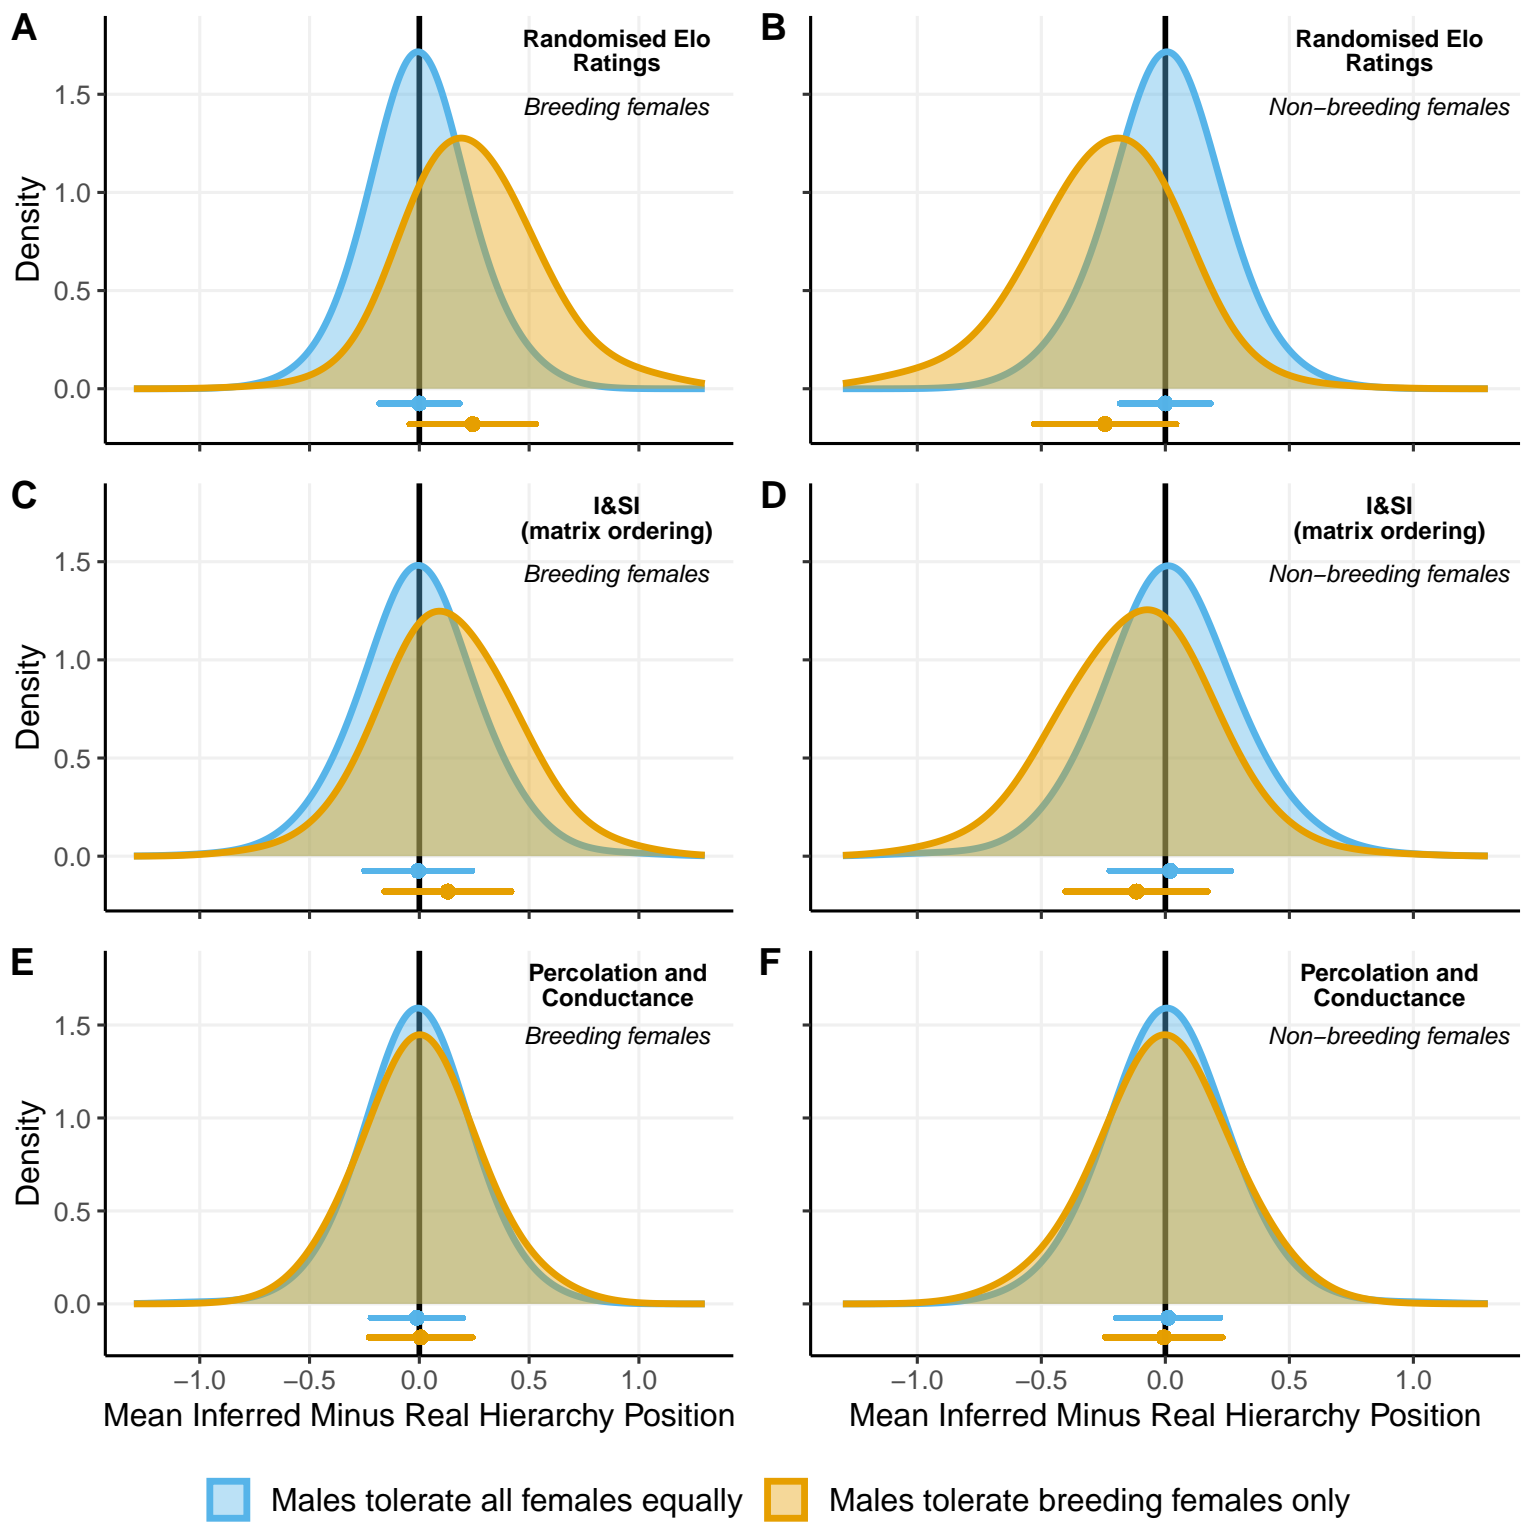 A
Randomised Elo
Ratings
Breeding females
Density
1.5
1.0
0.5
0.0
B
Randomised Elo
Ratings
Non−breeding females
C
I&SI
(matrix ordering)
Breeding females
Density
1.5
1.0
0.5
0.0
D
I&SI
(matrix ordering)
Non−breeding females
E
Percolation and
Conductance
Breeding females
Density
1.5
1.0
0.5
0.0
−1.0 −0.5 0.0 0.5 1.0
Mean Inferred Minus Real Hierarchy Position
F
Percolation and
Conductance
Non−breeding females
−1.0 −0.5 0.0 0.5 1.0
Mean Inferred Minus Real Hierarchy Position
Males tolerate all females equally
Males tolerate breeding females only